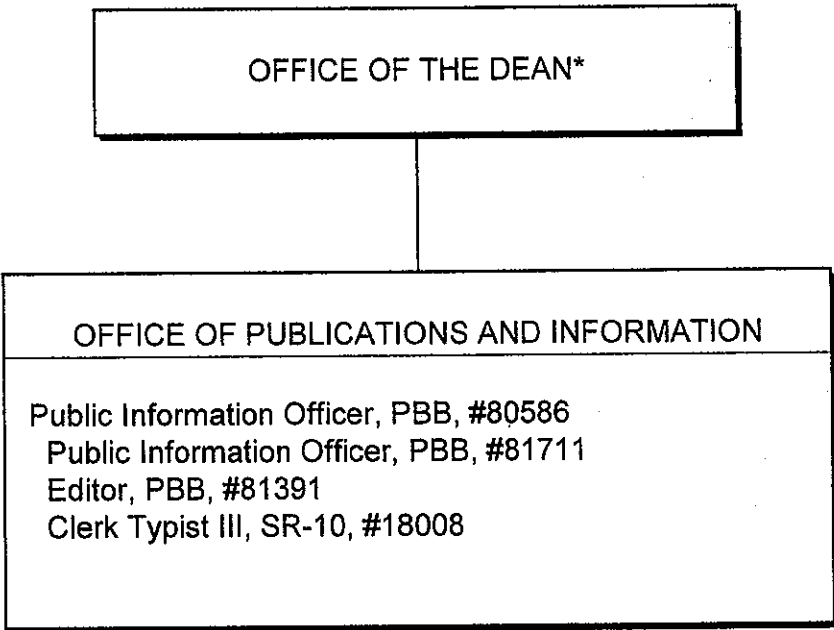 OFFICE OF THE DEAN*
OFFICE OF PUBLICATIONS AND INFORMATION
Public Information Officer, PBB, #80586
Public Information Officer, PBB, #81711
Editor, PBB, #81391
Clerk Typist III, SR-10, #18008